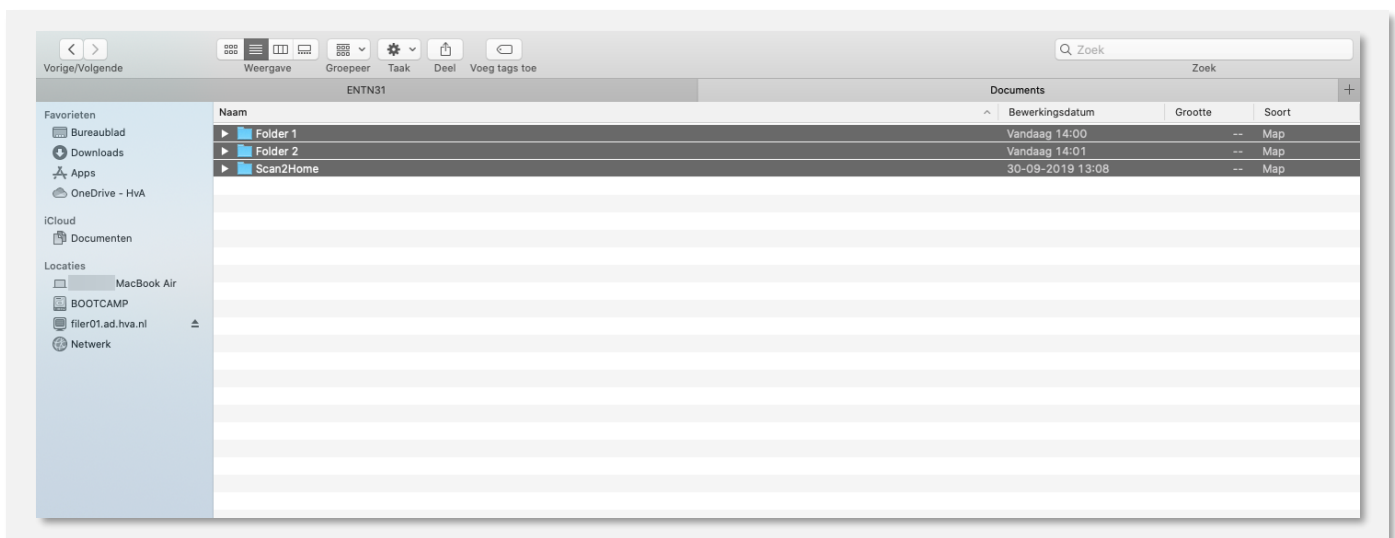 Zoek
Vorige/Volgende Weergave Groepeer Taak Deel Voeg tags toe Zoek
ENTN31 Documents +
Favorieten
Bureaublad
Downloads
Apps
OneDrive - HvA
iCloud
Documenten
Locaties
MacBook Air
BOOTCAMP
filer01.ad.hva.nl
Netwerk
Naam Bewerkingsdatum Grootte Soort
Folder 1 Vandaag 14:00 -- Map
Folder 2 Vandaag 14:01 -- Map
Scan2Home 30-09-2019 13:08 -- Map